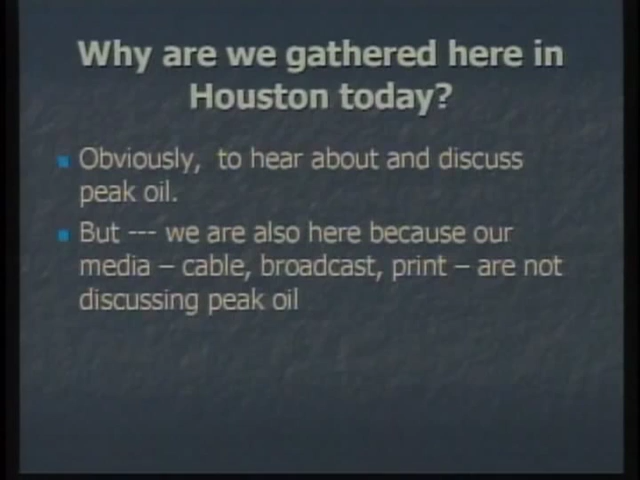 Why are we gathered here in
Houston today?
Obviously,  to hear about and discuss
peak oil.
But --- we are also here because our
media – cable, broadcast, print – are not
discussing peak oil